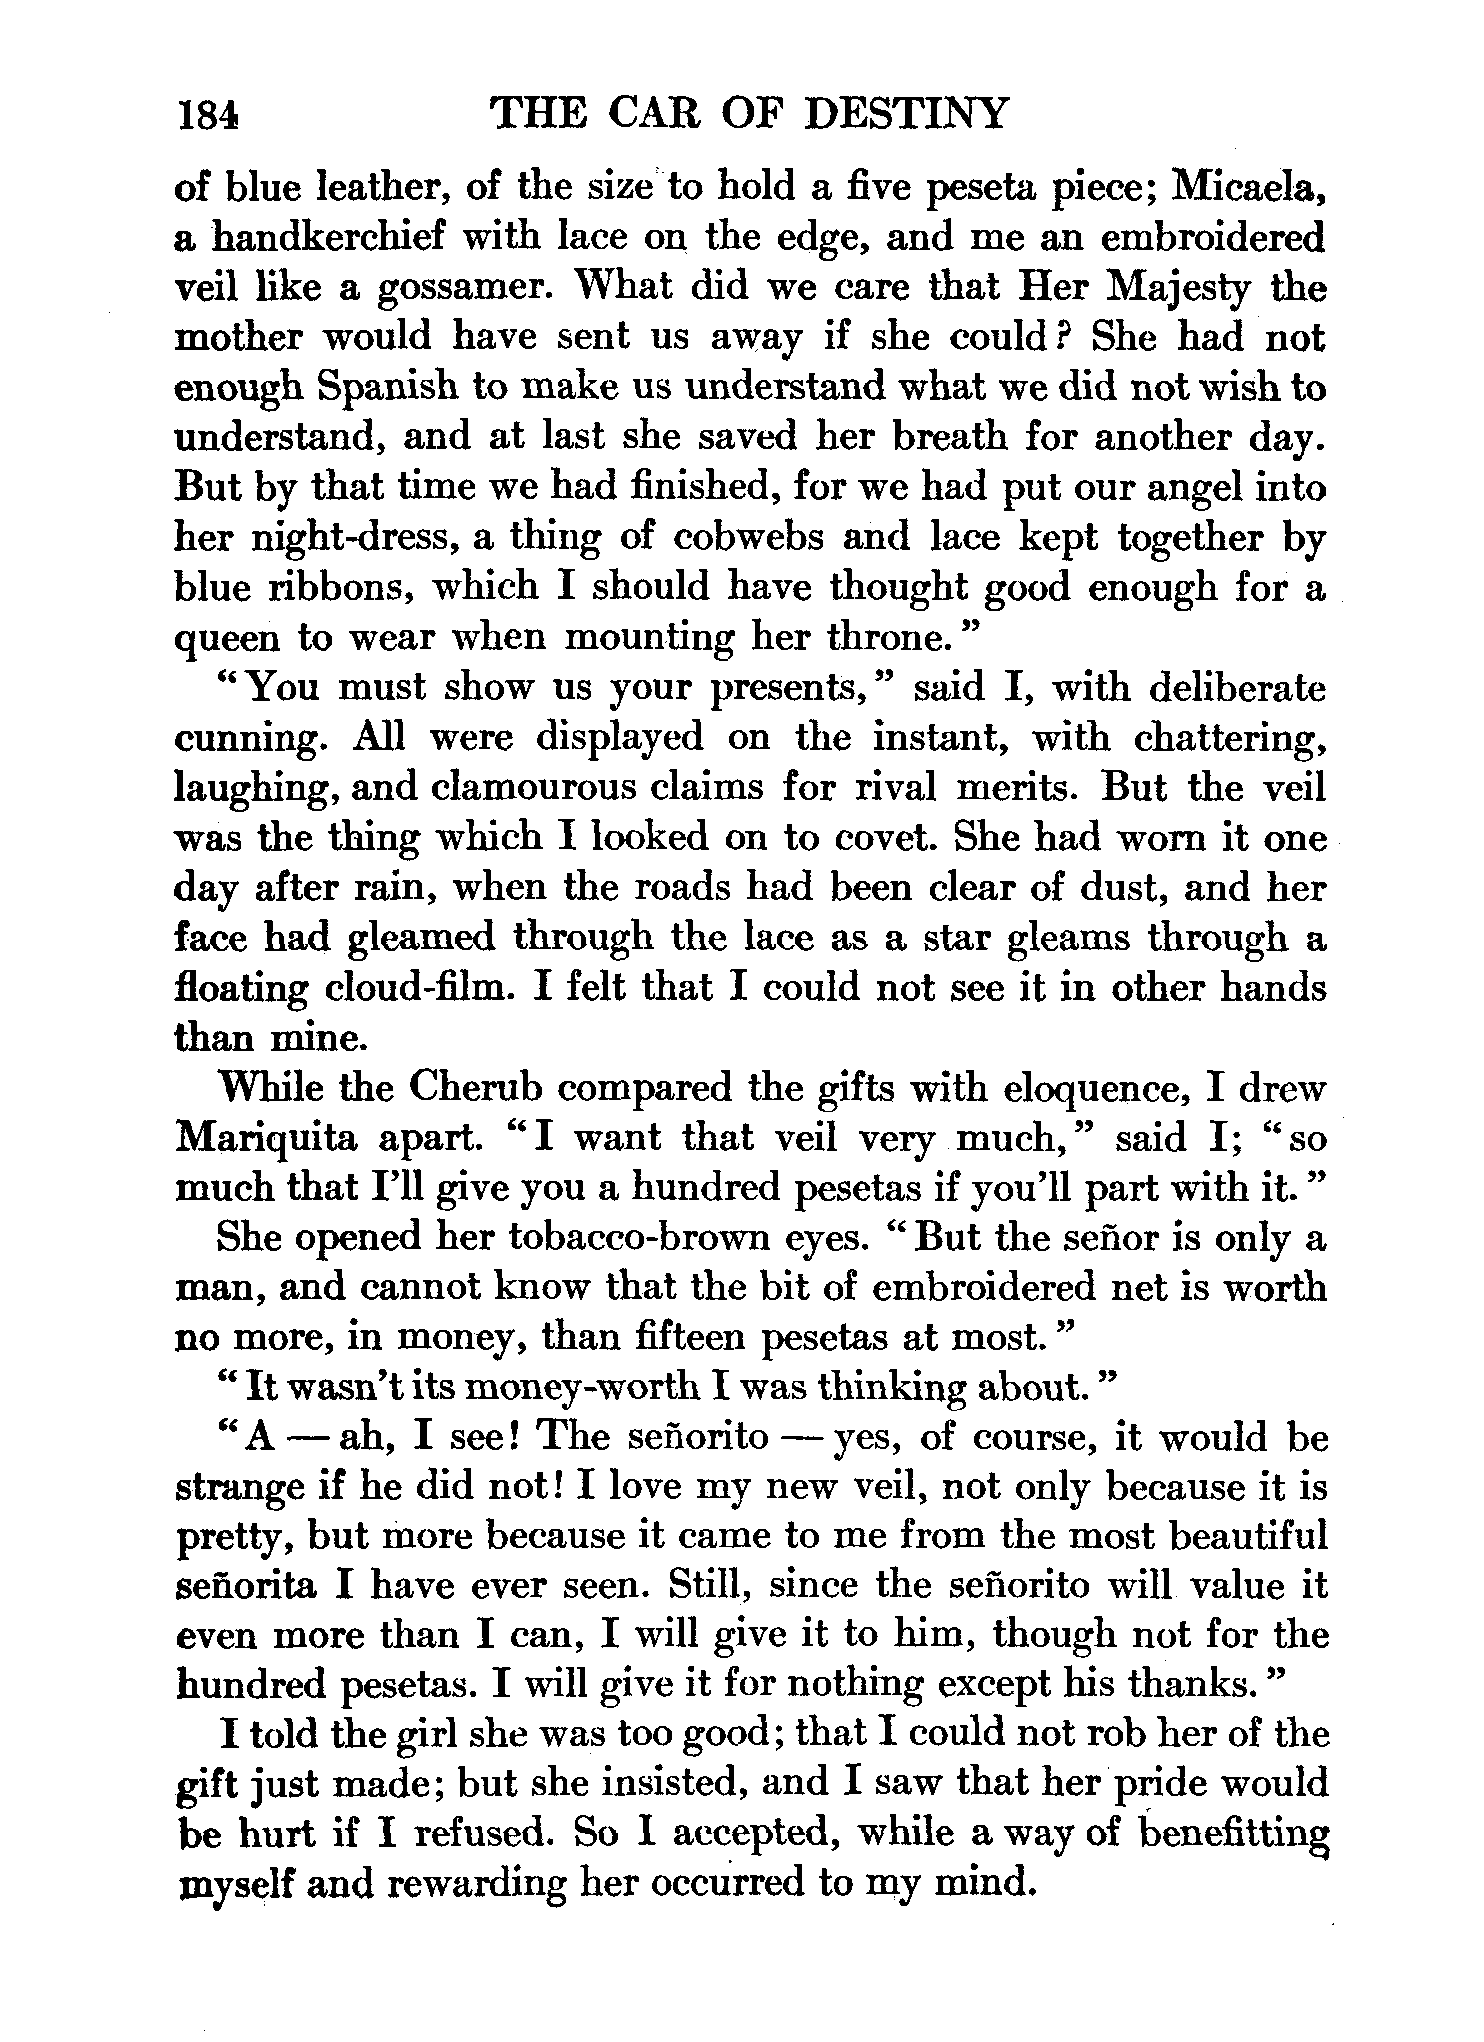 184 THE CAR OF DESTINY
of blue leather, of the size to hold a five peseta piece; Micaela,
a handkerchief with lace on the edge, and me an embroidered
veil like a gossamer. What did we care that Her Majesty the
mother would have sent us away if she could? She had not
enough Spanish to make us understand what we did not wish to
understand, and at last she saved her breath for another day.
But by that time we had finished, for we had put our angel into
her night-dress, a thing of cobwebs and lace kept together by
blue ribbons, which I should have thought good enough for a
queen to wear when mounting her throne."
"You must show us your presents," said I, with deliberate
cunning. All were displayed on the instant, with chattering,
laughing, and clamourous claims for rival merits. But the veil
was the thing which I looked on to covet. She had worn it one
day after rain, when the roads had been clear of dust, and her
face had gleamed through the lace as a star gleams through a
floating cloud-film. I felt that I could not see it in other hands
than mine.
While the Cherub compared the gifts with eloquence, I drew
Mariquita apart. "I want that veil very much," said I; "so
much that I'll give you a hundred pesetas if you'll part with it."
She opened her tobacco-brown eyes. "But the señor is only a
man, and cannot know that the bit of embroidered net is worth
no more, in money, than fifteen pesetas at most."
"It wasn't its money-worth I was thinking about."
"A — ah, I see! The señorito — yes, of course, it would be
strange if he did not! I love my new veil, not only because it is
pretty, but more because it came to me from the most beautiful
señorita I have ever seen. Still, since the señorito will value it
even more than I can, I will give it to him, though not for the
hundred pesetas. I will give it for nothing except his thanks."
I told the girl she was too good; that I could not rob her of the
gift just made; but she insisted, and I saw that her pride would
be hurt if I refused. So I accepted, while a way of benefitting
myself and rewarding her occurred to my mind.